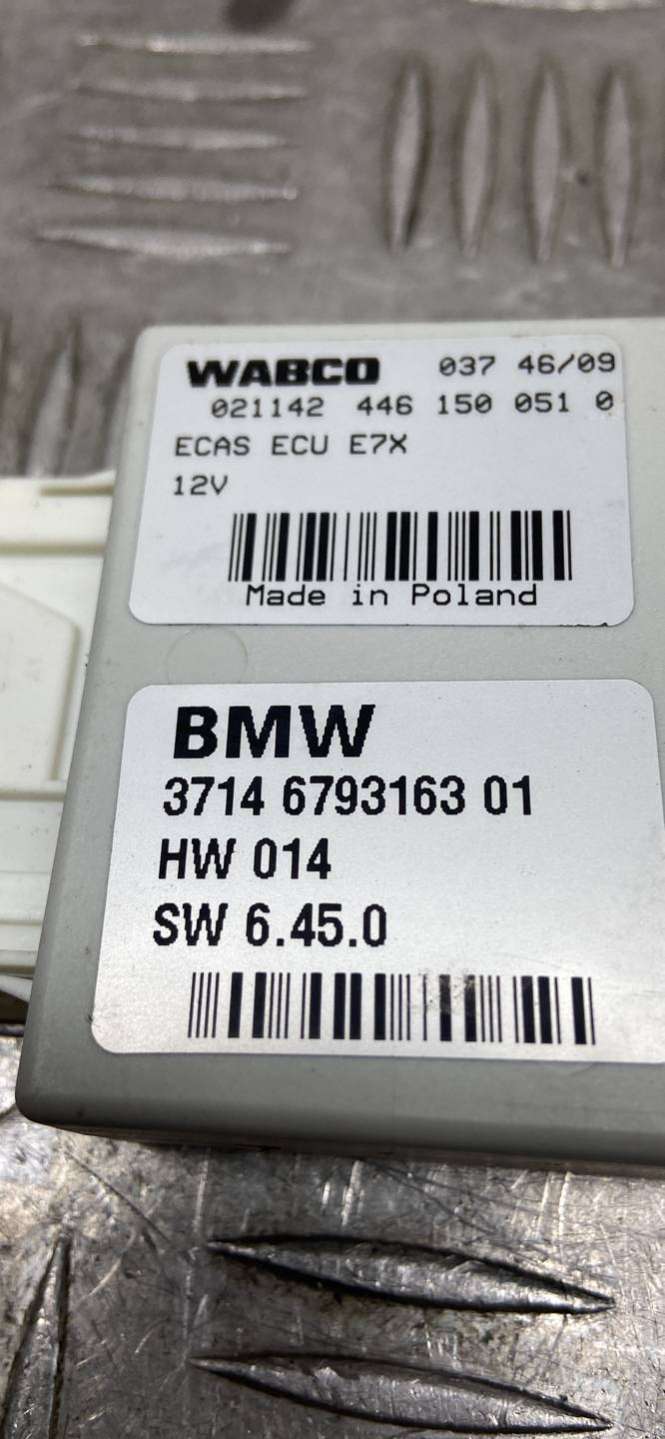 WABCO 037 46/09
021142 446 150 051 0
ECAS ECU E7X
12V
Made in Poland
BMW
3714 6793163 01
HW 014
SW 6.45.0